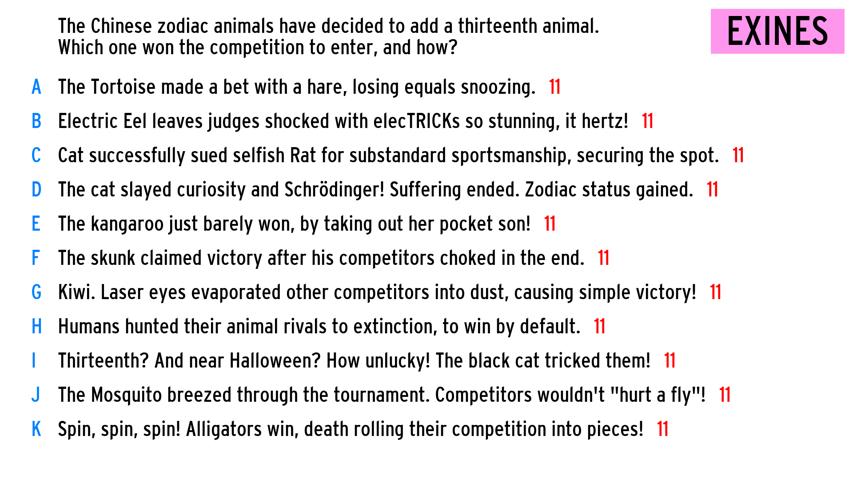 The Chinese zodiac animals have decided to add a thirteenth animal.
Which one won the competition to enter, and how?
EXINES
A The Tortoise made a bet with a hare, losing equals snoozing. 11
B Electric Eel leaves judges shocked with elecTRICKs so stunning, it hertz! 11
C Cat successfully sued selfish Rat for substandard sportsmanship, securing the spot. 11
D The cat slayed curiosity and Schrödinger! Suffering ended. Zodiac status gained. 11
E The kangaroo just barely won, by taking out her pocket son! 11
F The skunk claimed victory after his competitors choked in the end. 11
G Kiwi. Laser eyes evaporated other competitors into dust, causing simple victory! 11
H Humans hunted their animal rivals to extinction, to win by default. 11
I Thirteenth? And near Halloween? How unlucky! The black cat tricked them! 11
J The Mosquito breezed through the tournament. Competitors wouldn't "hurt a fly"! 11
K Spin, spin, spin! Alligators win, death rolling their competition into pieces! 11